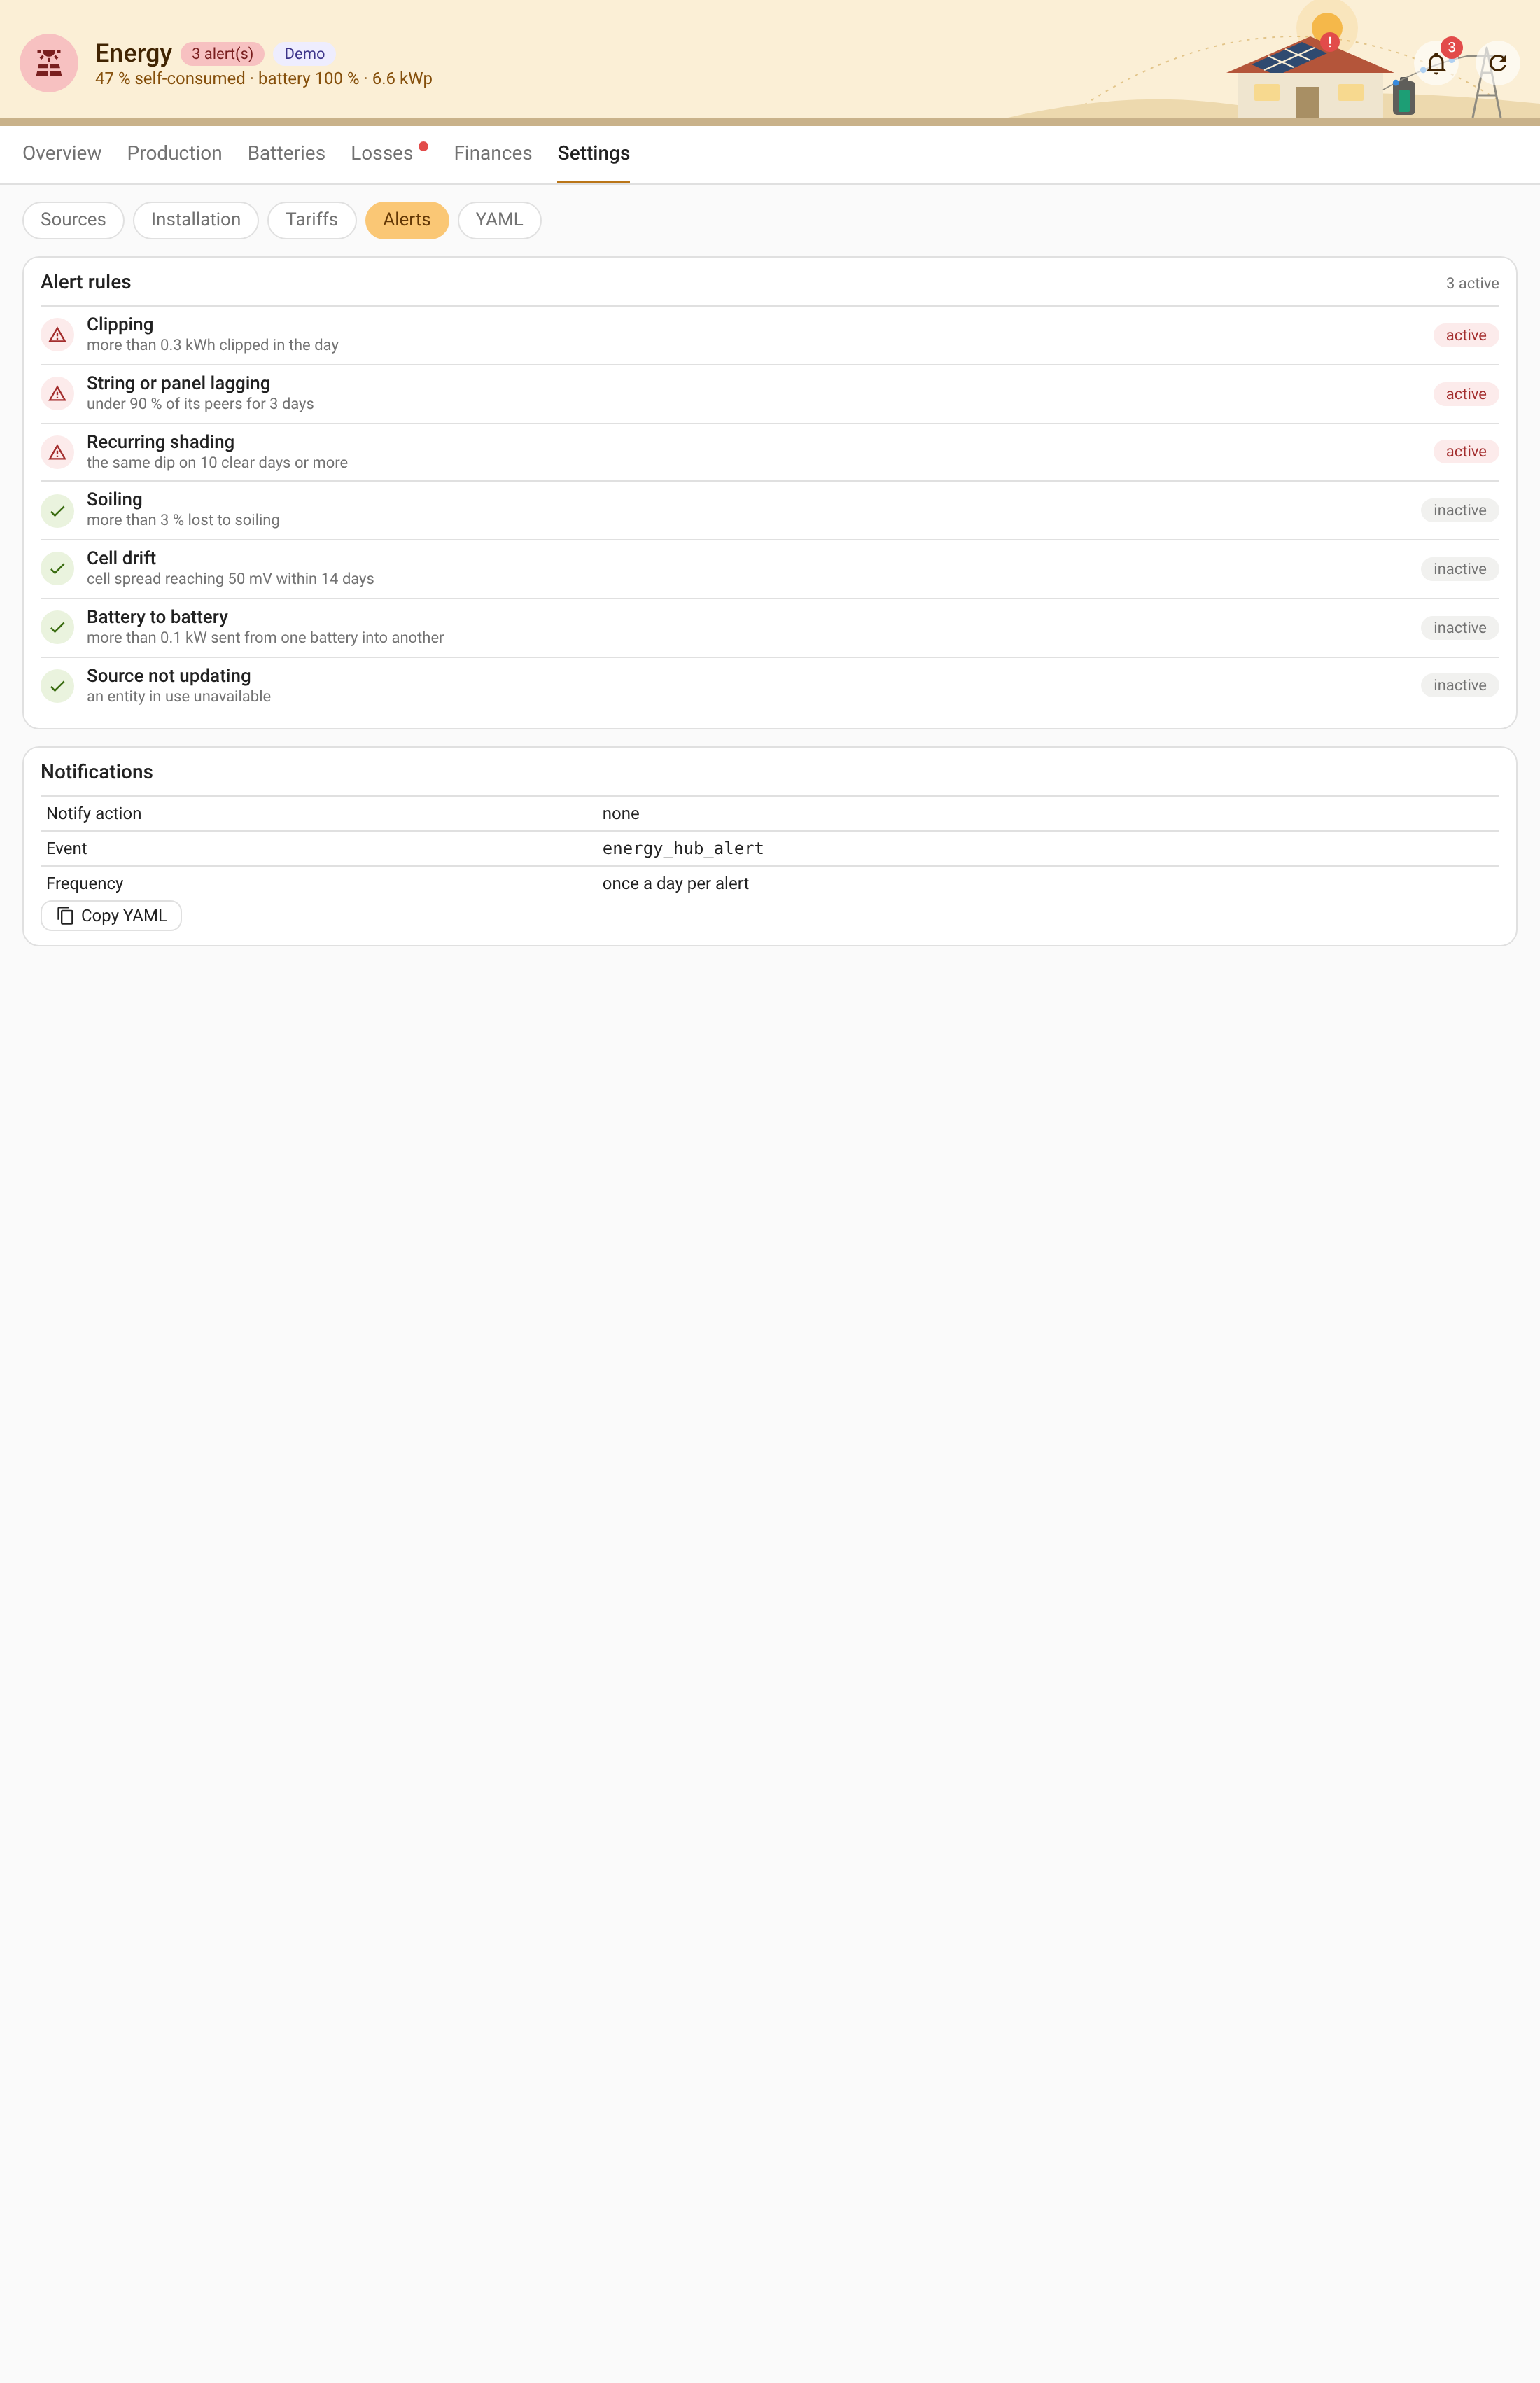 Energy 3 alert(s) Demo
47 % self-consumed · battery 100 % · 6.6 kWp
!
3
Overview Production Batteries Losses Finances Settings
Sources Installation Tariffs Alerts YAML
Alert rules 3 active
Clipping
more than 0.3 kWh clipped in the day
active
String or panel lagging
under 90 % of its peers for 3 days
active
Recurring shading
the same dip on 10 clear days or more
active
Soiling
more than 3 % lost to soiling
inactive
Cell drift
cell spread reaching 50 mV within 14 days
inactive
Battery to battery
more than 0.1 kW sent from one battery into another
inactive
Source not updating
an entity in use unavailable
inactive
Notifications
Notify action none
Event energy_hub_alert
Frequency once a day per alert
Copy YAML